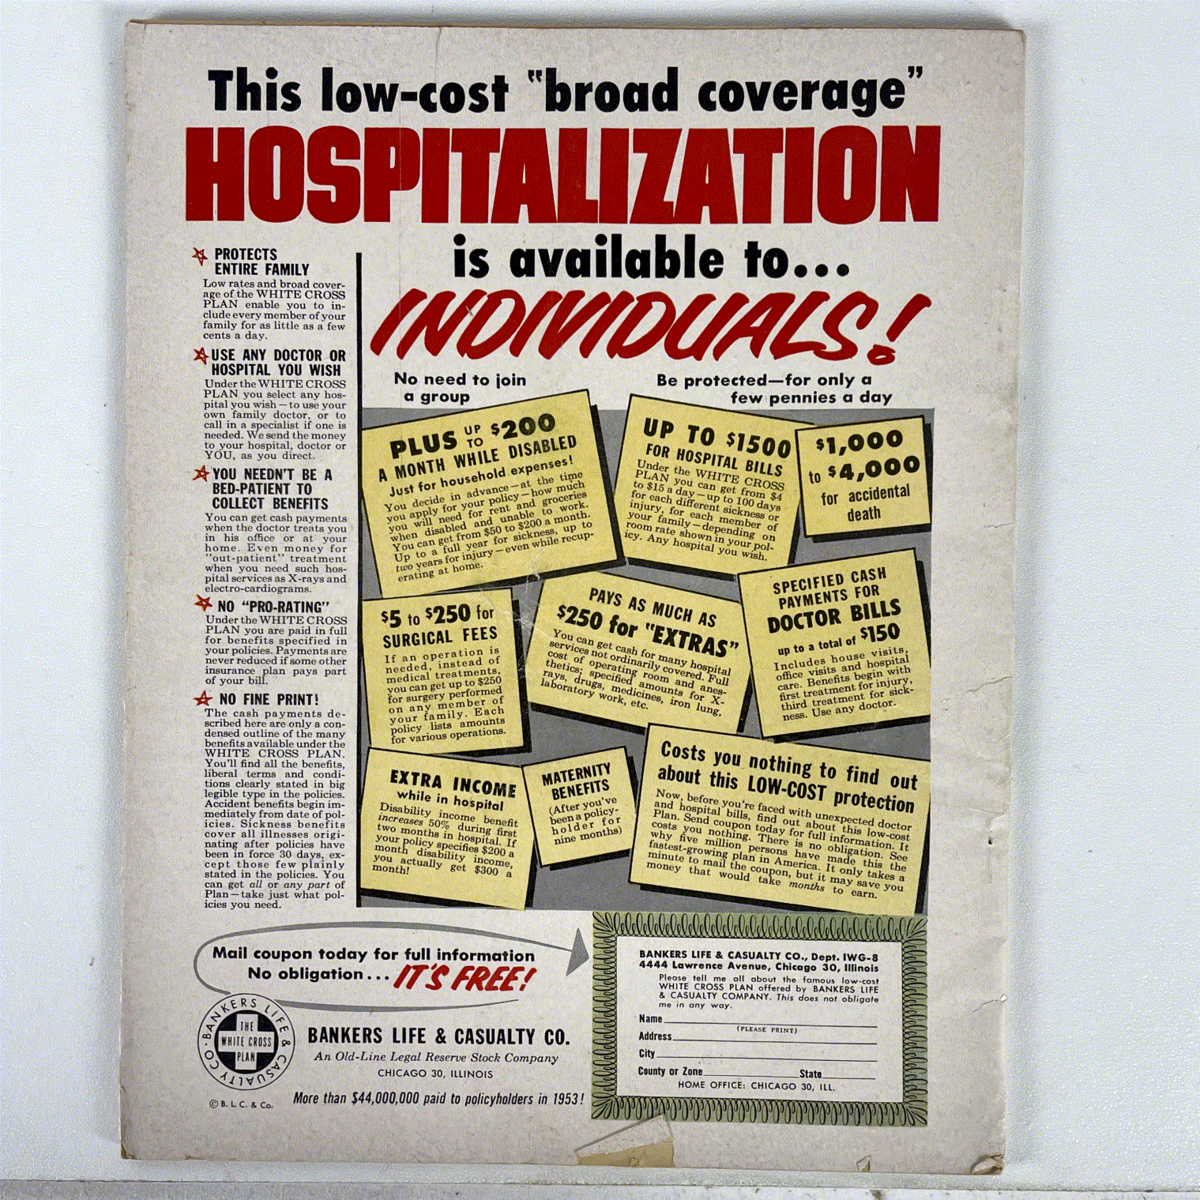 This low-cost "broad coverage"
HOSPITALIZATION
is available to...
INDIVIDUALS!
PROTECTS
ENTIRE FAMILY
Low rates and broad cover-
age of the WHITE CROSS
PLAN enable you to in-
clude every member of your
family for as little as a few
cents a day.
USE ANY DOCTOR OR
HOSPITAL YOU WISH
Under the WHITE CROSS
PLAN you select any hos-
pital you wish—to use your
own family doctor, or to
call in a specialist if one is
needed. We send the money
to your hospital, doctor or
YOU, as you direct.
YOU NEEDN'T BE A
BED-PATIENT TO
COLLECT BENEFITS
You can get cash payments
when the doctor treats you
in his office or at your
home. Even money for
"out-patient" treatment
when you need such hos-
pital services as X-rays and
electro-cardiograms.
NO "PRO-RATING"
Under the WHITE CROSS
PLAN you are paid in full
for benefits specified in
your policies. Payments are
never reduced if some other
insurance plan pays part
of your bill.
NO FINE PRINT!
The cash payments de-
scribed here are only a con-
densed outline of the many
benefits available under the
WHITE CROSS PLAN.
You'll find all the benefits,
liberal terms and condi-
tions clearly stated in big
legible type in the policies.
Accident benefits begin im-
mediately from date of pol-
icies. Sickness benefits
cover all illnesses origi-
nating after policies have
been in force 30 days, ex-
cept those few plainly
stated in the policies. You
can get all or any part of
Plan—take just what pol-
icies you need.
No need to join
a group
Be protected—for only a
few pennies a day
PLUS UP TO $200
A MONTH WHILE DISABLED
Just for household expenses!
You decide in advance—at the time
you apply for your policy—how much
you will need for rent and groceries
when disabled and unable to work.
You can get from $50 to $200 a month.
Up to a full year for sickness, up to
two years for injury—even while recup-
erating at home.
UP TO $1500
FOR HOSPITAL BILLS
Under the WHITE CROSS
PLAN you can get from $4
to $15 a day—up to 100 days
for each different sickness or
injury, for each member of
your family—depending on
room rate shown in your pol-
icy. Any hospital you wish.
$1,000
to $4,000
for accidental
death
$5 to $250 for
SURGICAL FEES
If an operation is
needed, instead of
medical treatments,
you can get up to $250
for surgery performed
on any member of
your family. Each
policy lists amounts
for various operations.
PAYS AS MUCH AS
$250 for "EXTRAS"
You can get cash for many hospital
services not ordinarily covered. Full
cost of operating room and anes-
thetics; specified amounts for X-
rays, drugs, medicines, iron lung,
laboratory work, etc.
SPECIFIED CASH
PAYMENTS FOR
DOCTOR BILLS
up to a total of $150
Includes house visits,
office visits and hospital
care. Benefits begin with
first treatment for injury,
third treatment for sick-
ness. Use any doctor.
EXTRA INCOME
while in hospital
Disability income benefit
increases 50% during first
two months in hospital. If
your policy specifies $200 a
month disability income,
you actually get $300 a
month!
MATERNITY
BENEFITS
(After you've
been a policy-
holder for
nine months)
Costs you nothing to find out
about this LOW-COST protection
Now, before you're faced with unexpected doctor
and hospital bills, find out about this low-cost
Plan. Send coupon today for full information. It
costs you nothing. There is no obligation. See
why five million persons have made this the
fastest-growing plan in America. It only takes a
minute to mail the coupon, but it may save you
money that would take months to earn.
Mail coupon today for full information
No obligation... IT'S FREE!
BANKERS LIFE & CASUALTY CO.
THE
WHITE CROSS
PLAN
© B. L. C. & Co.
BANKERS LIFE & CASUALTY CO.
An Old-Line Legal Reserve Stock Company
CHICAGO 30, ILLINOIS
More than $44,000,000 paid to policyholders in 1953!
BANKERS LIFE & CASUALTY CO., Dept. IWG-8
4444 Lawrence Avenue, Chicago 30, Illinois
Please tell me all about the famous low-cost
WHITE CROSS PLAN offered by BANKERS LIFE
& CASUALTY COMPANY. This does not obligate
me in any way.
Name
(PLEASE PRINT)
Address
City
County or Zone State
HOME OFFICE: CHICAGO 30, ILL.